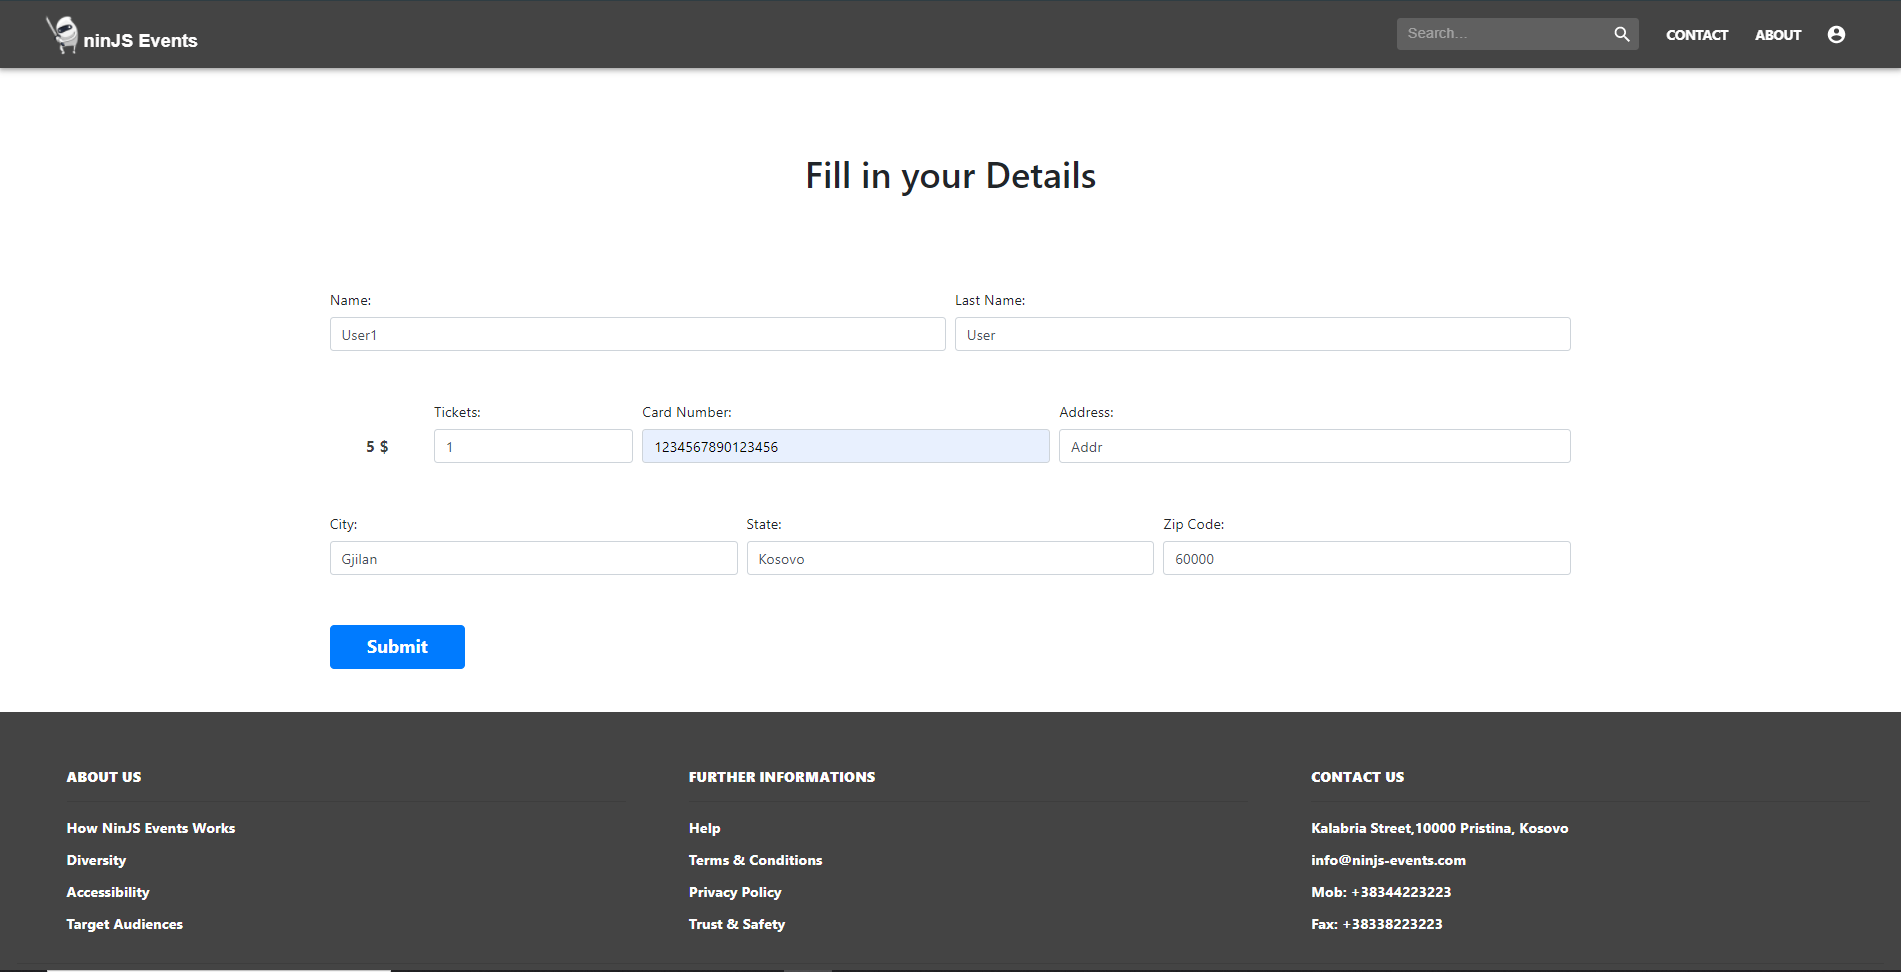 ninJS Events
Search...
CONTACT
ABOUT
Fill in your Details
Name:
Last Name:
User1
User
Tickets:
Card Number:
Address:
5 $
1
1234567890123456
Addr
City:
State:
Zip Code:
Gjilan
Kosovo
60000
Submit
ABOUT US
How NinJS Events Works
Diversity
Accessibility
Target Audiences
FURTHER INFORMATIONS
Help
Terms & Conditions
Privacy Policy
Trust & Safety
CONTACT US
Kalabria Street,10000 Pristina, Kosovo
info@ninjs-events.com
Mob: +38344223223
Fax: +38338223223